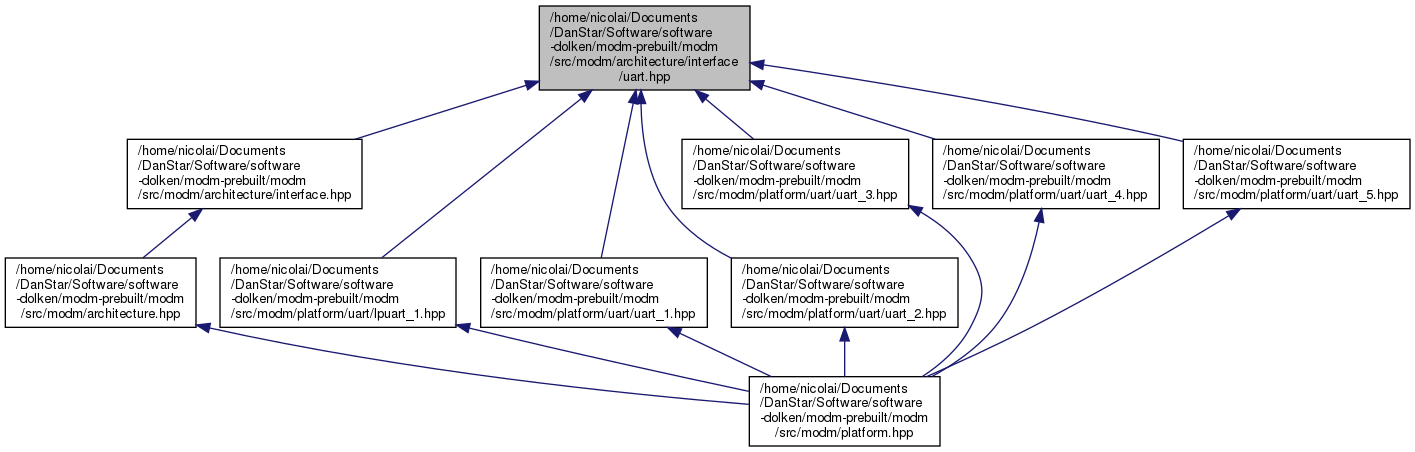 /home/nicolai/Documents
/DanStar/Software/software
-dolken/modm-prebuilt/modm
/src/modm/architecture/interface
/uart.hpp
/home/nicolai/Documents
/DanStar/Software/software
-dolken/modm-prebuilt/modm
/src/modm/architecture/interface.hpp
/home/nicolai/Documents
/DanStar/Software/software
-dolken/modm-prebuilt/modm
/src/modm/platform/uart/uart_3.hpp
/home/nicolai/Documents
/DanStar/Software/software
-dolken/modm-prebuilt/modm
/src/modm/platform/uart/uart_4.hpp
/home/nicolai/Documents
/DanStar/Software/software
-dolken/modm-prebuilt/modm
/src/modm/platform/uart/uart_5.hpp
/home/nicolai/Documents
/DanStar/Software/software
-dolken/modm-prebuilt/modm
/src/modm/architecture.hpp
/home/nicolai/Documents
/DanStar/Software/software
-dolken/modm-prebuilt/modm
/src/modm/platform/uart/lpuart_1.hpp
/home/nicolai/Documents
/DanStar/Software/software
-dolken/modm-prebuilt/modm
/src/modm/platform/uart/uart_1.hpp
/home/nicolai/Documents
/DanStar/Software/software
-dolken/modm-prebuilt/modm
/src/modm/platform/uart/uart_2.hpp
/home/nicolai/Documents
/DanStar/Software/software
-dolken/modm-prebuilt/modm
/src/modm/platform.hpp